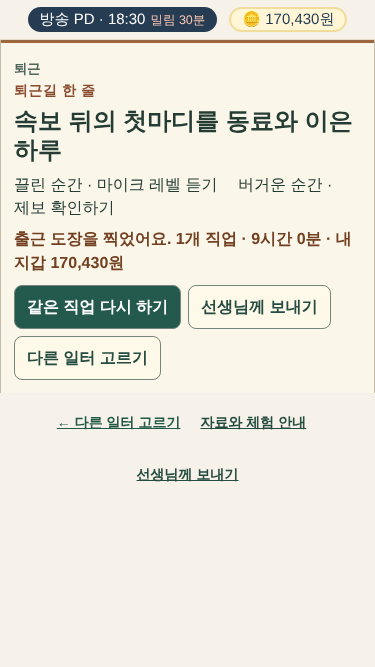 방송 PD · 18:30 밀림 30분
🪙 170,430원
퇴근
퇴근길 한 줄
속보 뒤의 첫마디를 동료와 이은
하루
끌린 순간 · 마이크 레벨 듣기 버거운 순간 ·
제보 확인하기
출근 도장을 찍었어요. 1개 직업 · 9시간 0분 · 내
지갑 170,430원
같은 직업 다시 하기
선생님께 보내기
다른 일터 고르기
← 다른 일터 고르기
자료와 체험 안내
선생님께 보내기